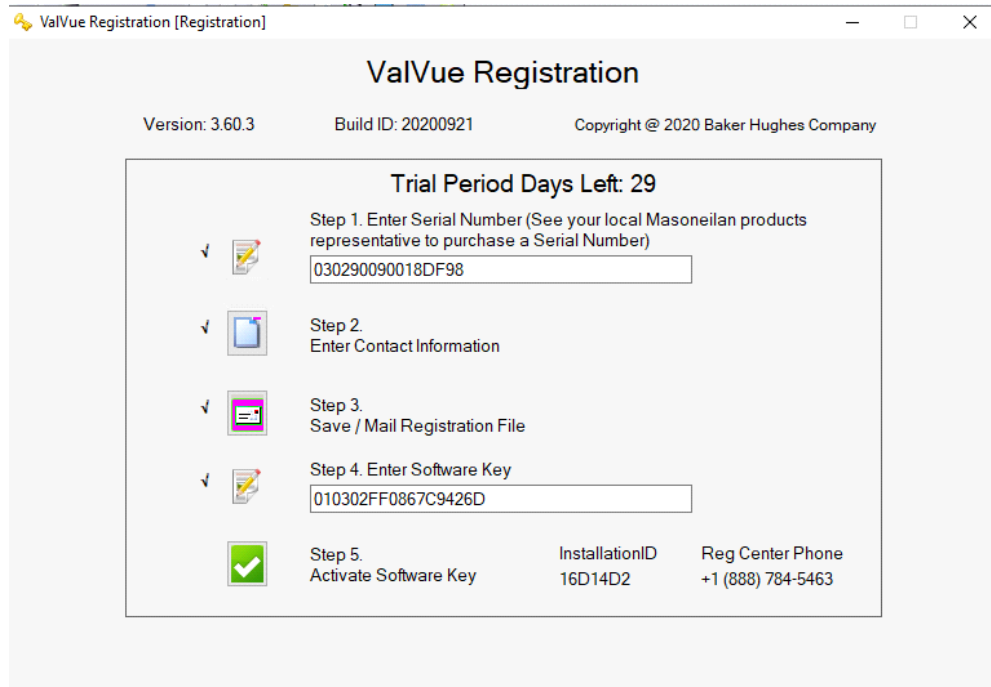 ValVue Registration [Registration]
ValVue Registration
Version: 3.60.3 Build ID: 20200921 Copyright @ 2020 Baker Hughes Company
Trial Period Days Left: 29
Step 1. Enter Serial Number (See your local Masoneilan products
representative to purchase a Serial Number)
030290090018DF98
Step 2.
Enter Contact Information
Step 3.
Save / Mail Registration File
Step 4. Enter Software Key
010302FF0867C9426D
Step 5.
Activate Software Key
InstallationID
16D14D2
Reg Center Phone
+1 (888) 784-5463